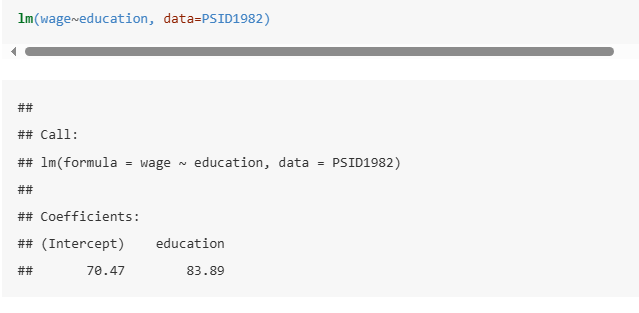 lm(wage~education, data=PSID1982)
##
## Call:
## lm(formula = wage ~ education, data = PSID1982)
##
## Coefficients:
## (Intercept)    education
##       70.47        83.89